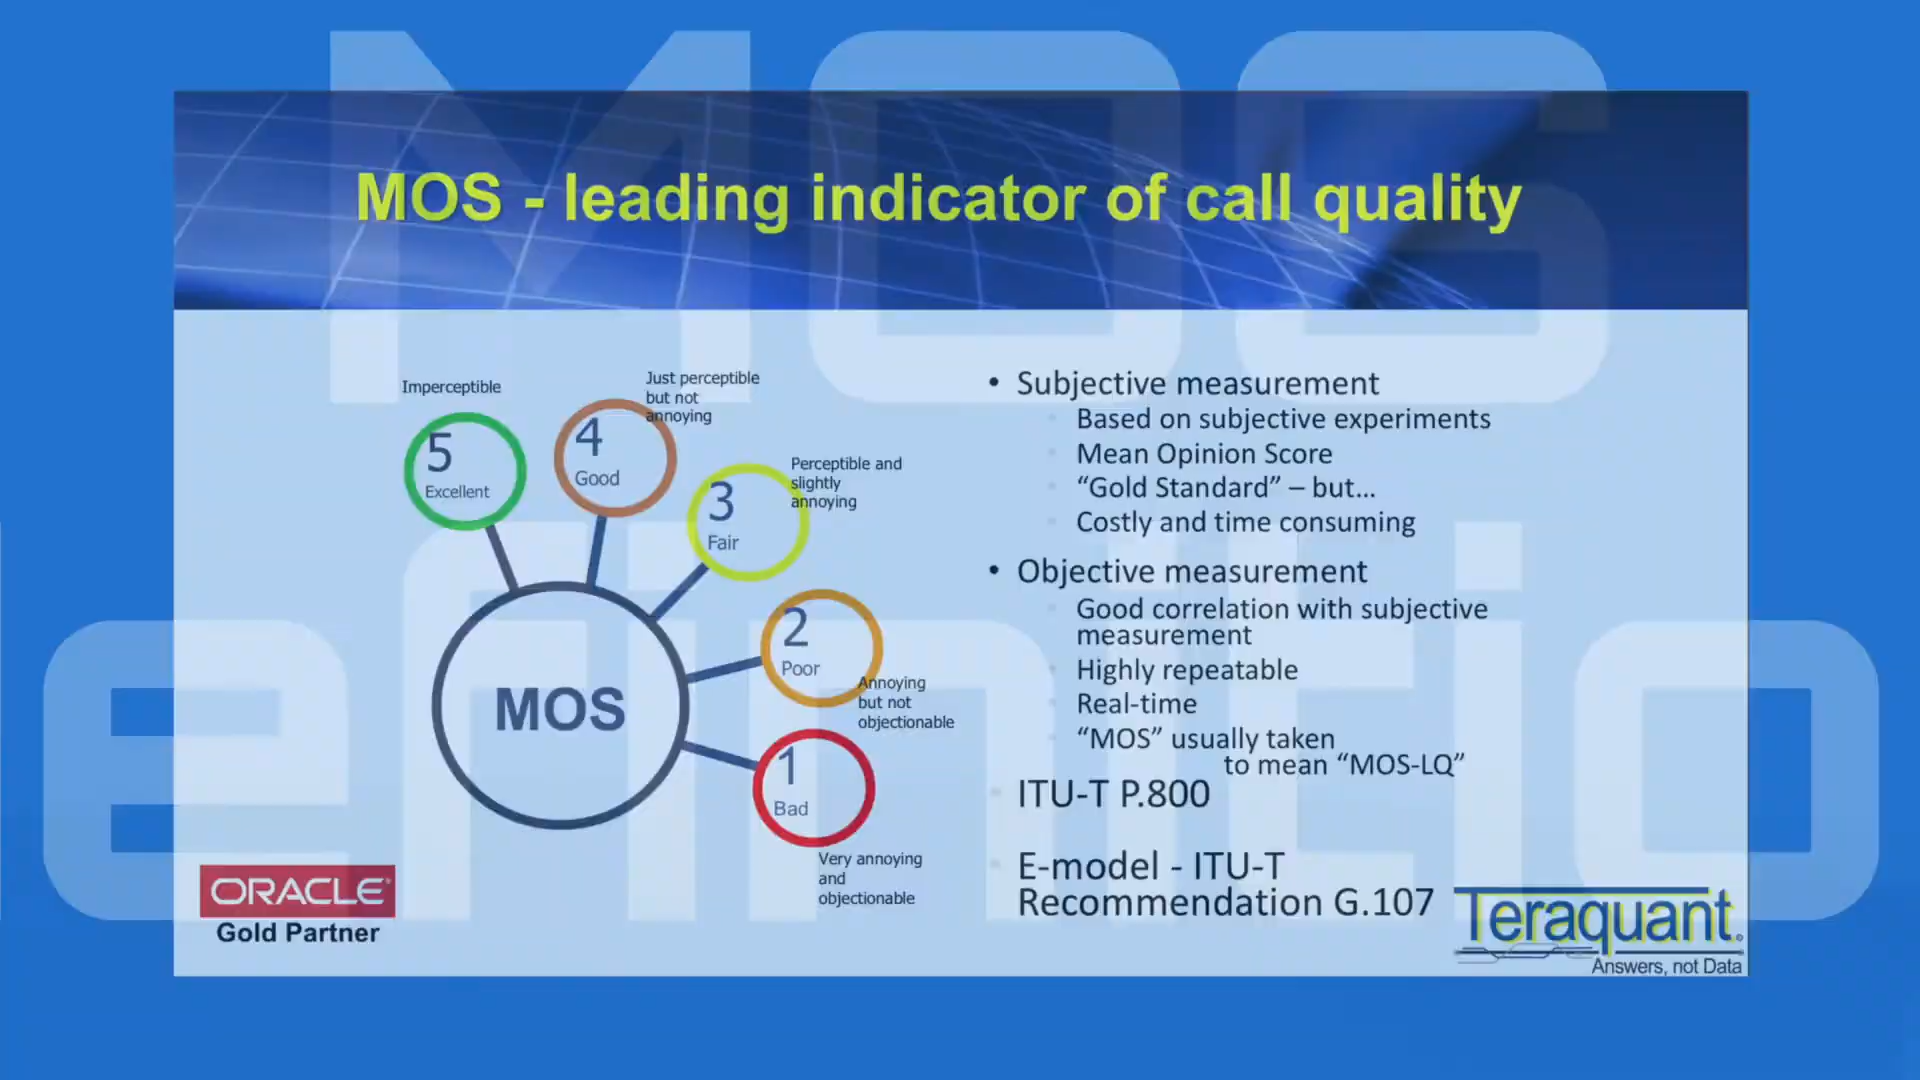 MOS
MOS - leading indicator of call quality
Imperceptible
5
Excellent
Just perceptible
but not
annoying
4
Good
Perceptible and
slightly
annoying
3
Fair
2
Poor
Annoying
but not
objectionable
1
Bad
Very annoying
and
objectionable
MOS
• Subjective measurement
Based on subjective experiments
Mean Opinion Score
“Gold Standard” – but...
Costly and time consuming
• Objective measurement
Good correlation with subjective
measurement
Highly repeatable
Real-time
“MOS” usually taken
to mean “MOS-LQ”
ITU-T P.800
E-model - ITU-T
Recommendation G.107
efinitio
ORACLE®
Gold Partner
Teraquant®
Answers, not Data